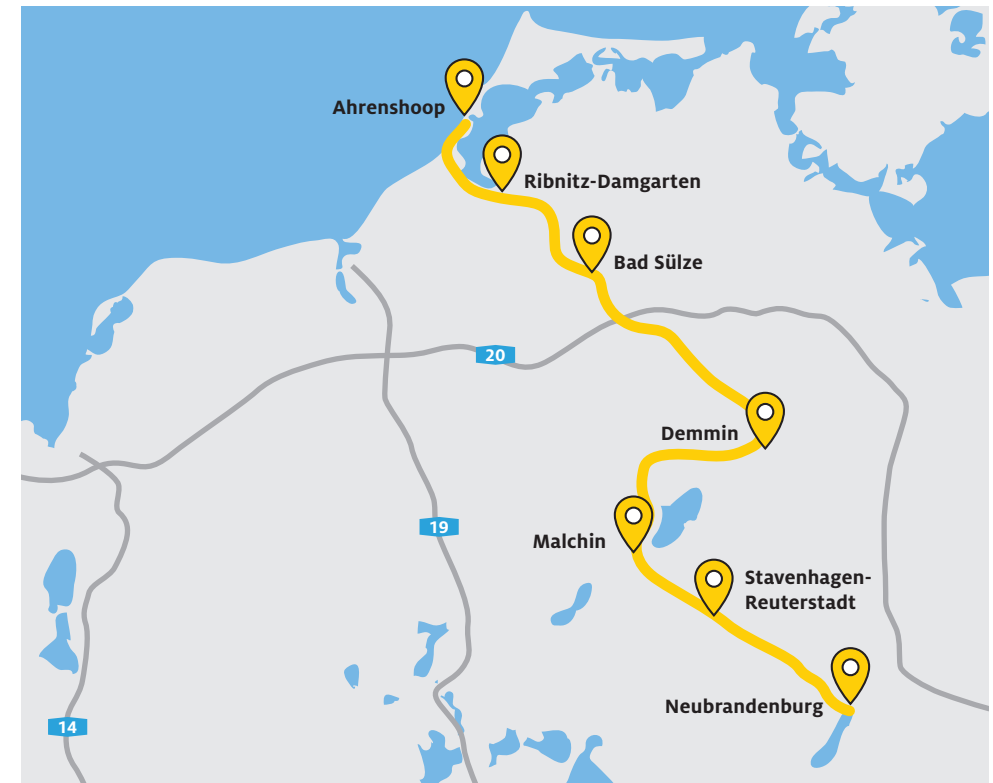 Ahrenshoop
Ribnitz-Damgarten
Bad Sülze
20
Demmin
19
Malchin
Stavenhagen-
Reuterstadt
Neubrandenburg
14